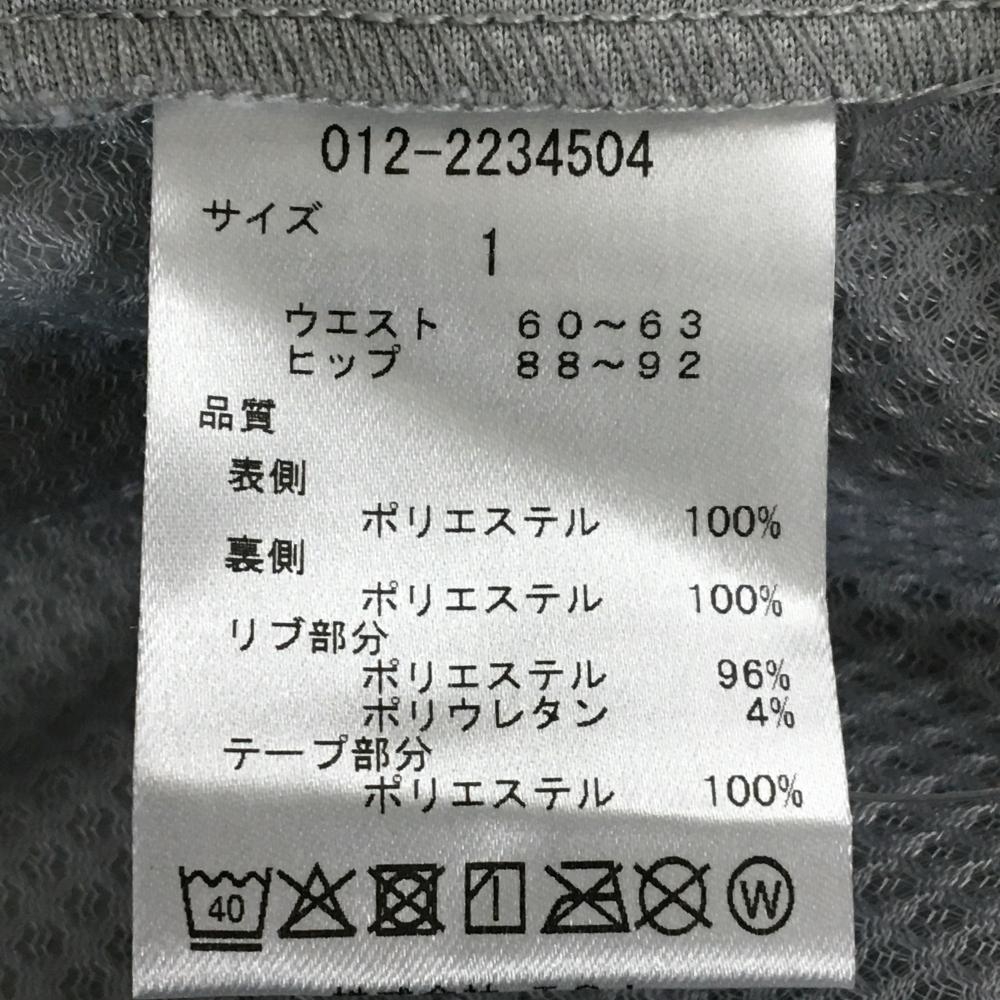 012-2234504
サイズ
1
ウエスト 60～63
ヒップ 88～92
品質
表側
ポリエステル 100%
裏側
ポリエステル 100%
リブ部分
ポリエステル 96%
ポリウレタン 4%
テープ部分
ポリエステル 100%
40 W